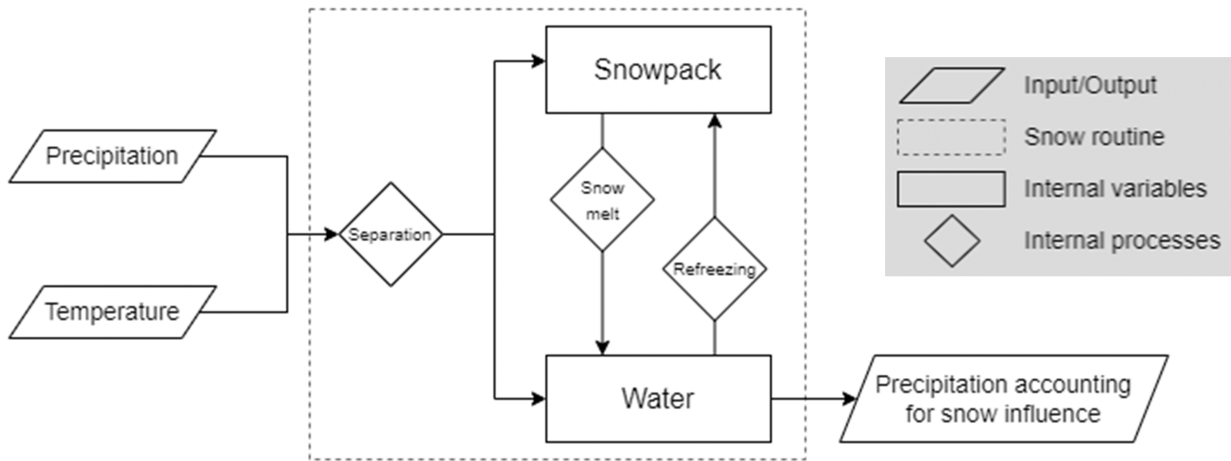 Precipitation
Temperature
Separation
Snowpack
Snow
melt
Refreezing
Water
Precipitation accounting
for snow influence
Input/Output
Snow routine
Internal variables
Internal processes